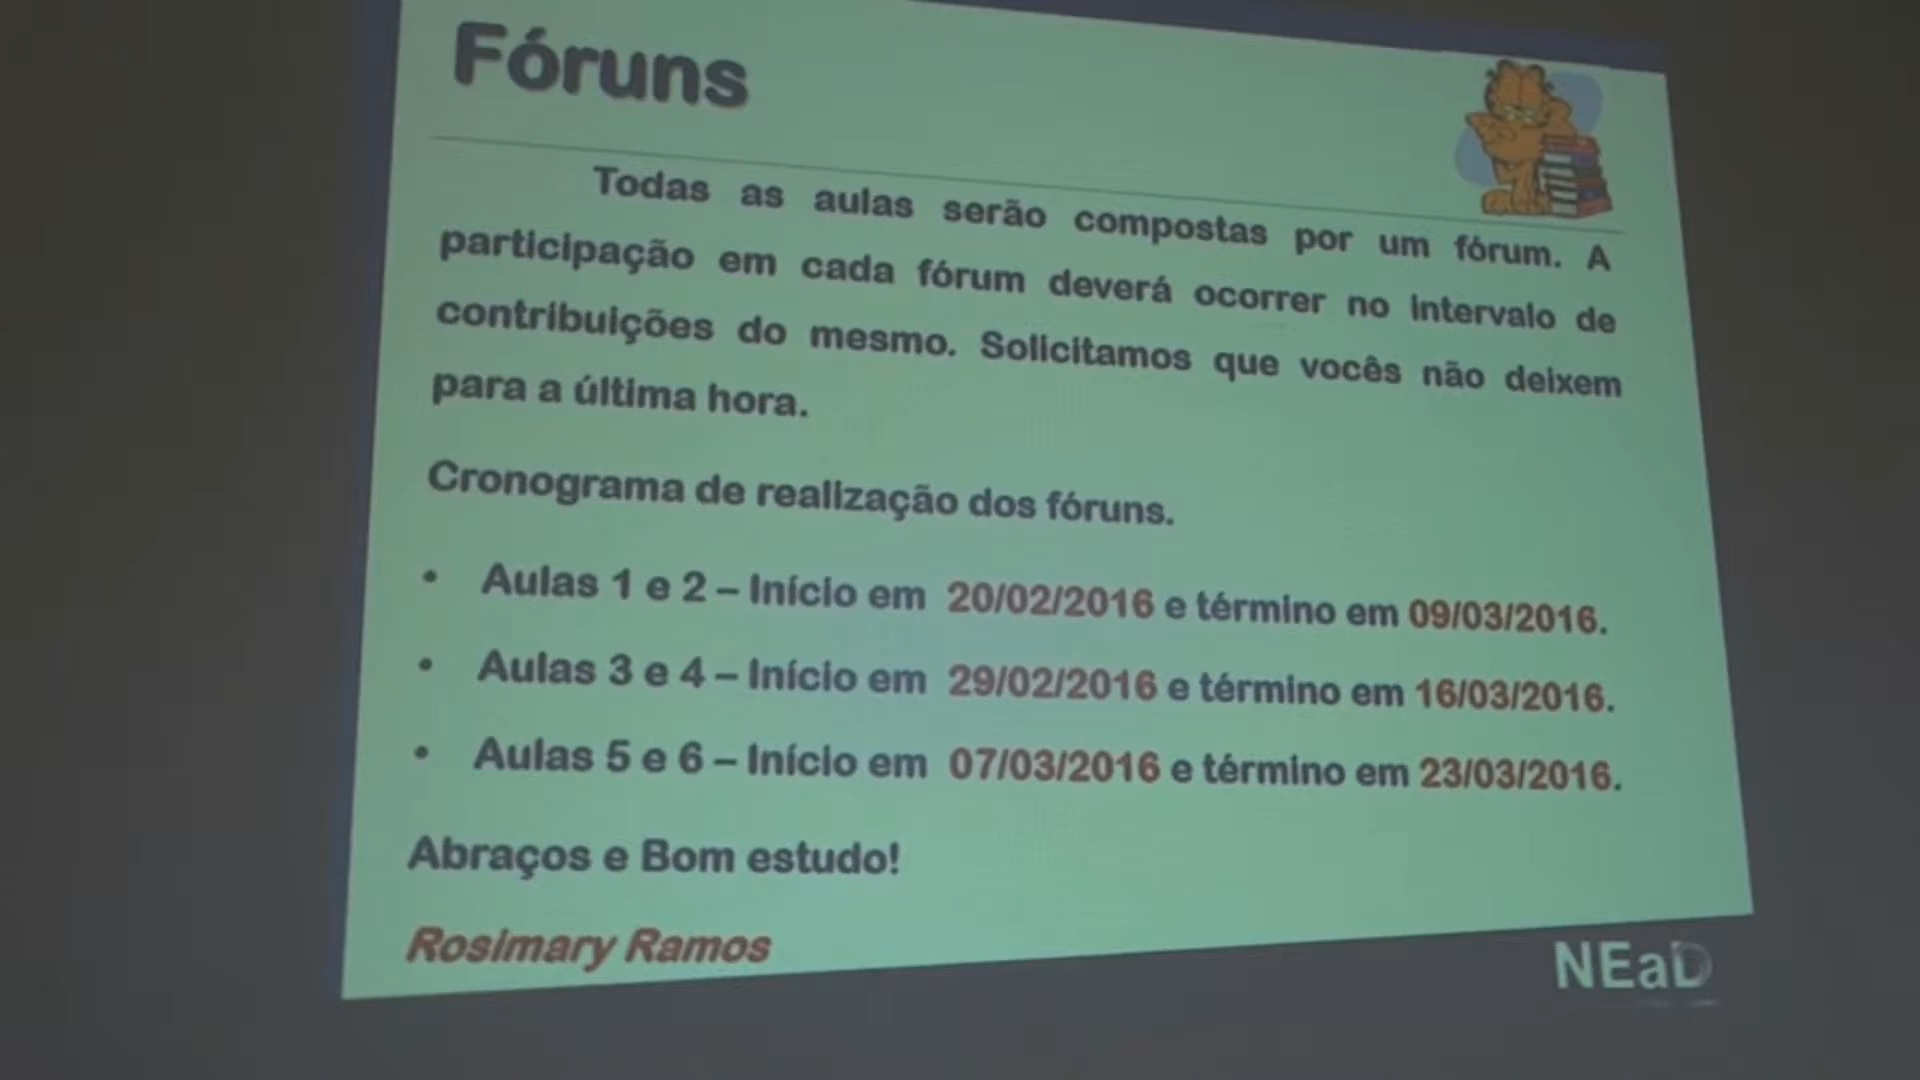 Fóruns
Todas as aulas serão compostas por um fórum. A
participação em cada fórum deverá ocorrer no intervalo de
contribuições do mesmo. Solicitamos que vocês não deixem
para a última hora.
Cronograma de realização dos fóruns.
• Aulas 1 e 2 – Início em 20/02/2016 e término em 09/03/2016.
• Aulas 3 e 4 – Início em 29/02/2016 e término em 16/03/2016.
• Aulas 5 e 6 – Início em 07/03/2016 e término em 23/03/2016.
Abraços e Bom estudo!
Rosimary Ramos
NEaD